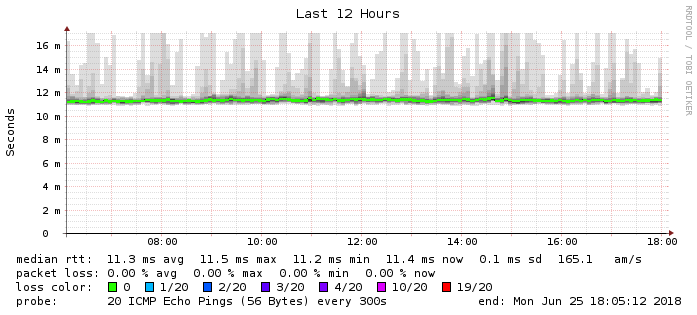 Last 12 Hours
RRDTOOL / TOBI OETIKER
Seconds
16 m
14 m
12 m
10 m
8 m
6 m
4 m
2 m
0
08:00 10:00 12:00 14:00 16:00 18:00
median rtt: 11.3 ms avg 11.5 ms max 11.2 ms min 11.4 ms now 0.1 ms sd 165.1 am/s
packet loss: 0.00 % avg 0.00 % max 0.00 % min 0.00 % now
loss color: 0 1/20 2/20 3/20 4/20 10/20 19/20
probe: 20 ICMP Echo Pings (56 Bytes) every 300s end: Mon Jun 25 18:05:12 2018